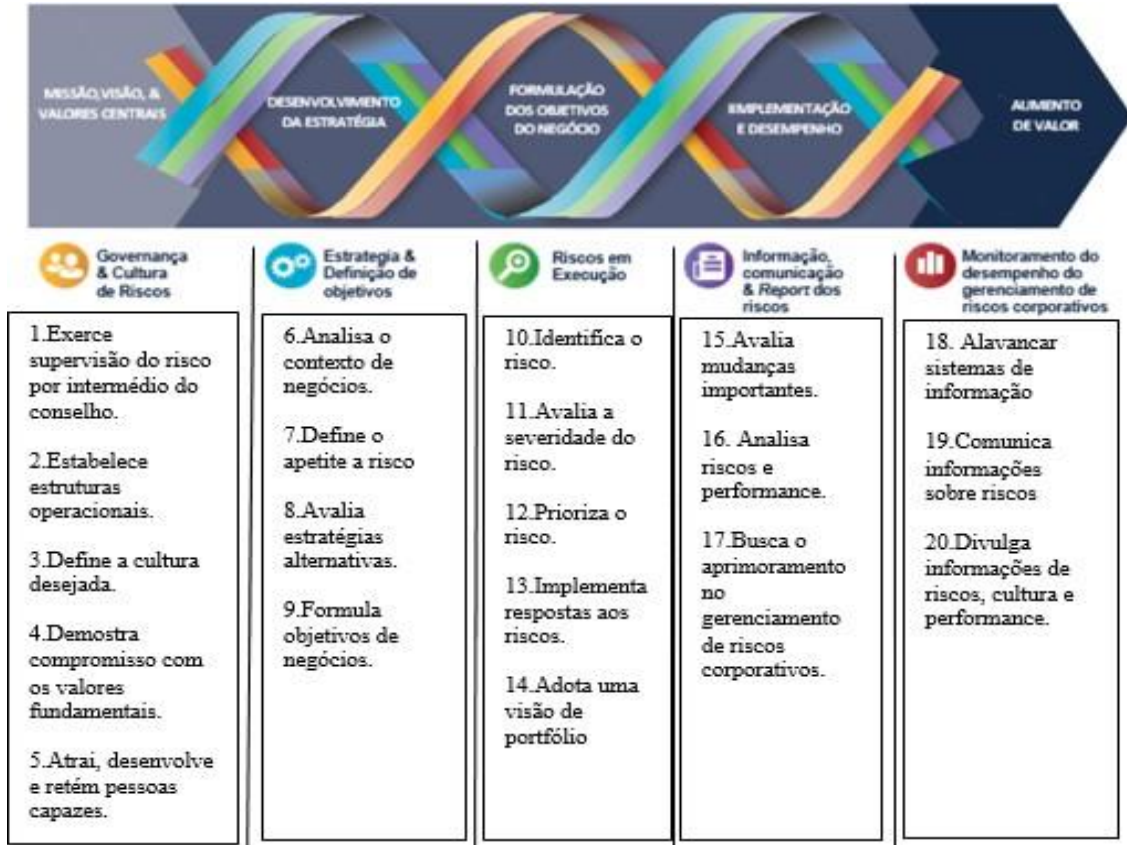 MISSÃO, VISÃO, &
VALORES CENTRAIS
DESENVOLVIMENTO
DA ESTRATÉGIA
FORMULAÇÃO
DOS OBJETIVOS
DO NEGÓCIO
IIMPLEMENTAÇÃO
E DESEMPENHO
AUMENTO
DE VALOR
Governança
& Cultura
de Riscos
1.Exerce
supervisão do risco
por intermédio do
conselho.
2.Estabelece
estruturas
operacionais.
3.Define a cultura
desejada.
4.Demostra
compromisso com
os valores
fundamentais.
5.Atrai, desenvolve
e retém pessoas
capazes.
Estrategia &
Definição de
objetivos
6.Analisa o
contexto de
negócios.
7.Define o
apetite a risco
8.Avalia
estratégias
alternativas.
9.Formula
objetivos de
negócios.
Riscos em
Execução
10.Identifica o
risco.
11.Avalia a
severidade do
risco.
12.Prioriza o
risco.
13.Implementa
respostas aos
riscos.
14.Adota uma
visão de
portfólio
Informação,
comunicação
& Report dos
riscos
15.Avalia
mudanças
importantes.
16. Analisa
riscos e
performance.
17.Busca o
aprimoramento
no
gerenciamento
de riscos
corporativos.
Monitoramento do
desempenho do
gerenciamento de
riscos corporativos
18. Alavancar
sistemas de
informação
19.Comunica
informações
sobre riscos
20.Divulga
informações de
riscos, cultura e
performance.